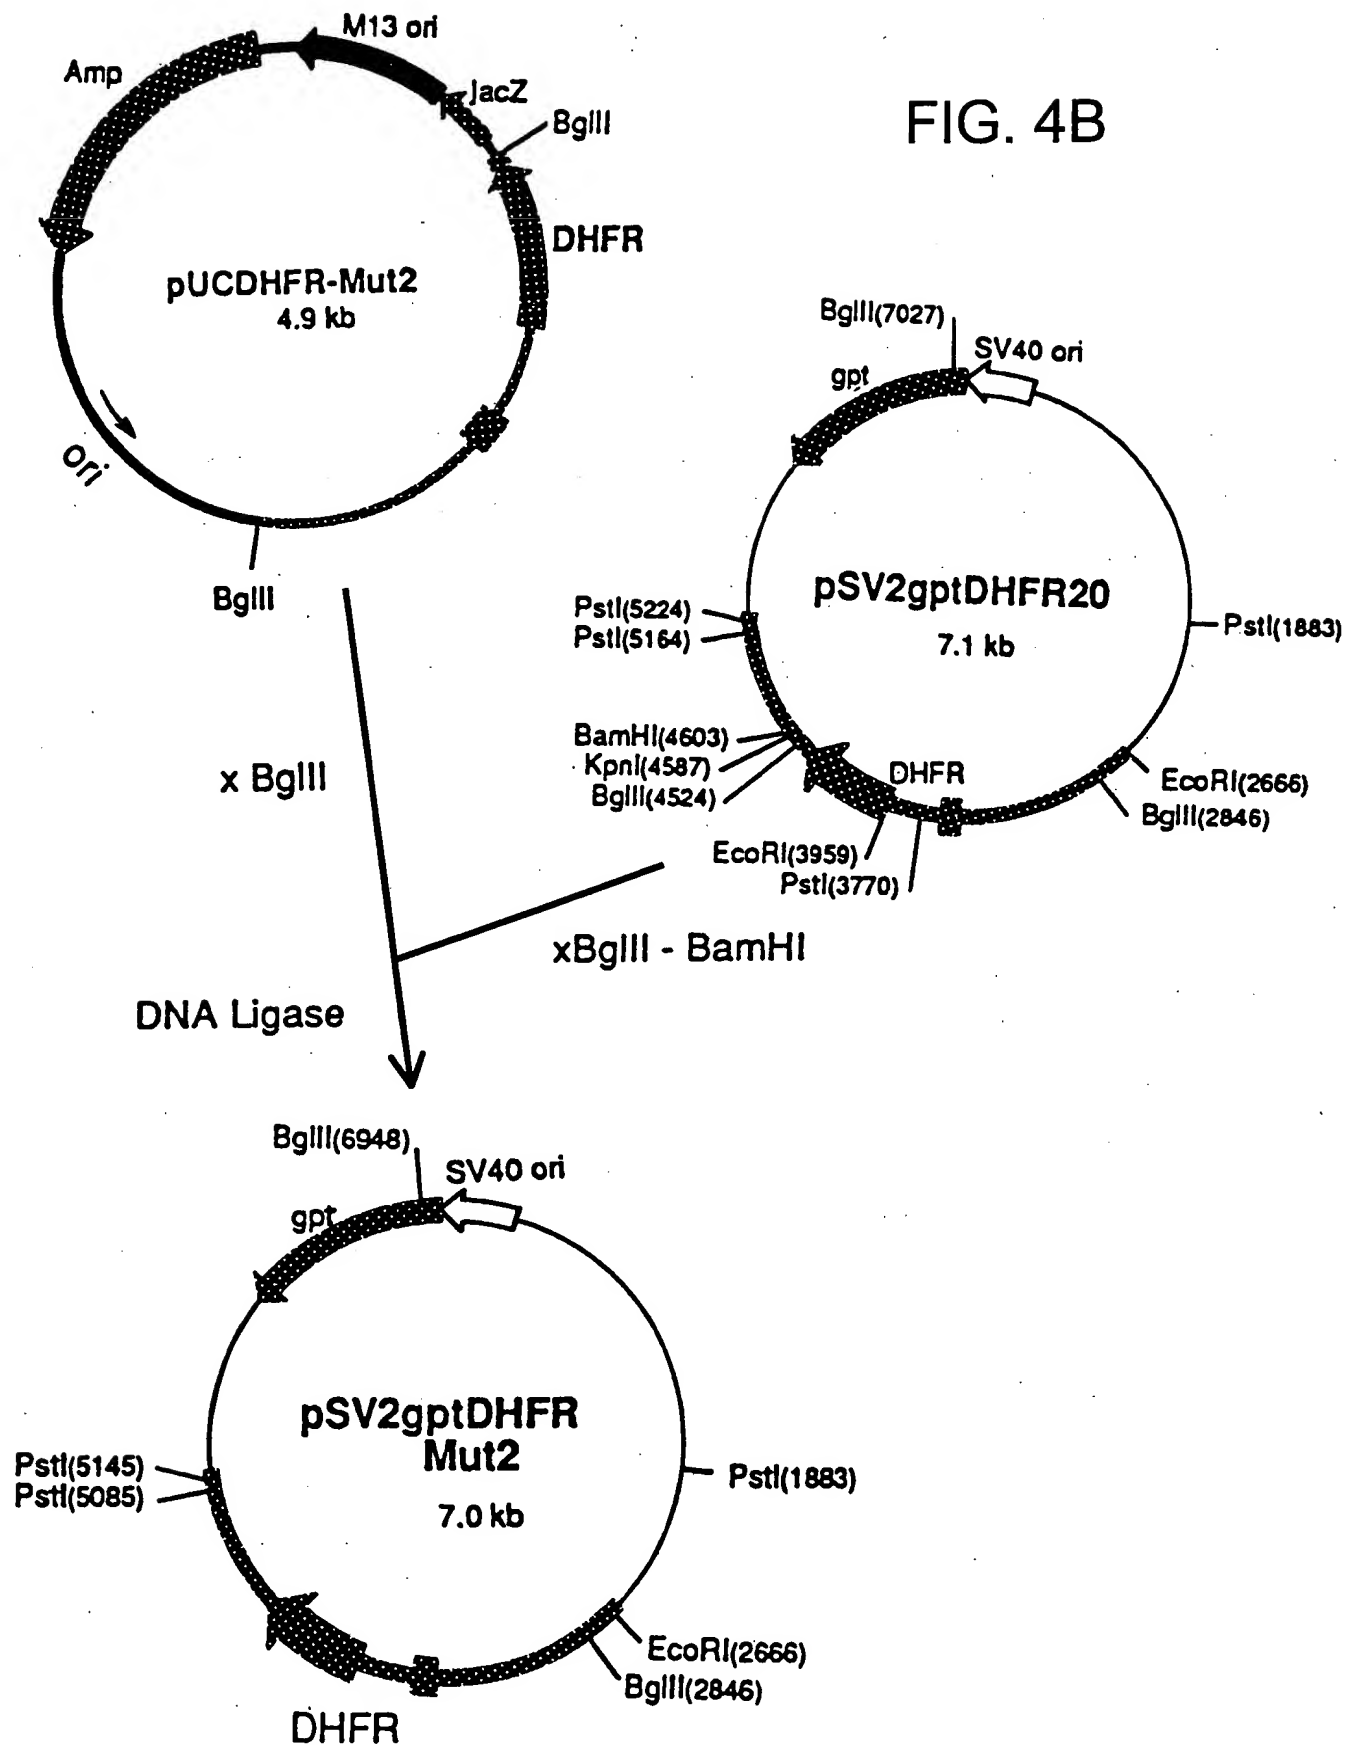 FIG. 4B
M13 ori
Amp
lacZ
BglII
DHFR
pUCDHFR-Mut2
4.9 kb
ori
BglII
BglII(7027)
SV40 ori
gpt
pSV2gptDHFR20
7.1 kb
PstI(5224)
PstI(5164)
PstI(1883)
BamHI(4603)
KpnI(4587)
BglII(4524)
DHFR
EcoRI(2666)
BglII(2846)
EcoRI(3959)
PstI(3770)
x BglII
xBglII - BamHI
DNA Ligase
BglII(6948)
SV40 ori
gpt
pSV2gptDHFR
Mut2
7.0 kb
PstI(5145)
PstI(5085)
PstI(1883)
EcoRI(2666)
BglII(2846)
DHFR